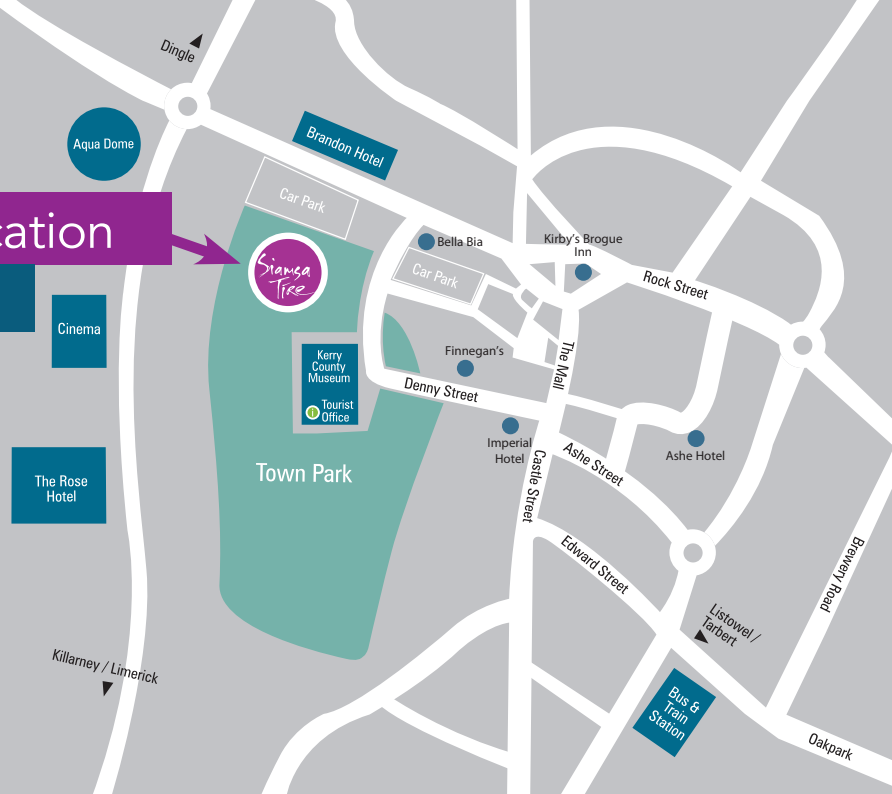 Dingle
Aqua Dome
Brandon Hotel
Car Park
cation
Siamsa
Tíre
Bella Bia
Kirby's Brogue
Inn
Car Park
Rock Street
Cinema
Kerry
County
Museum
i Tourist
Office
Finnegan's
The Mall
Denny Street
Imperial
Hotel
Ashe Hotel
Ashe Street
Castle Street
Town Park
The Rose
Hotel
Edward Street
Brewery Road
Listowel /
Tarbert
Killarney / Limerick
Bus &
Train
Station
Oakpark